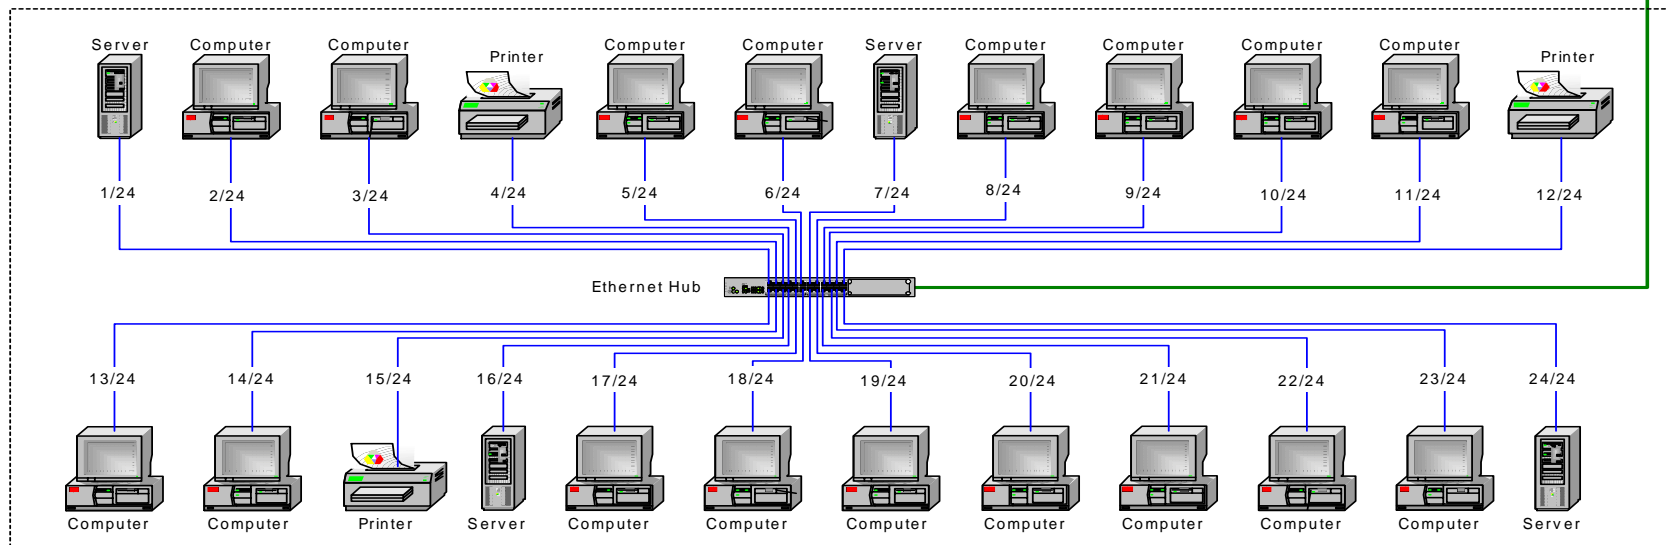 Server
Computer
Computer
Printer
Computer
Computer
Server
Computer
Computer
Computer
Computer
Printer
1/24
2/24
3/24
4/24
5/24
6/24
7/24
8/24
9/24
10/24
11/24
12/24
Ethernet Hub
13/24
14/24
15/24
16/24
17/24
18/24
19/24
20/24
21/24
22/24
23/24
24/24
Computer
Computer
Printer
Server
Computer
Computer
Computer
Computer
Computer
Computer
Computer
Server